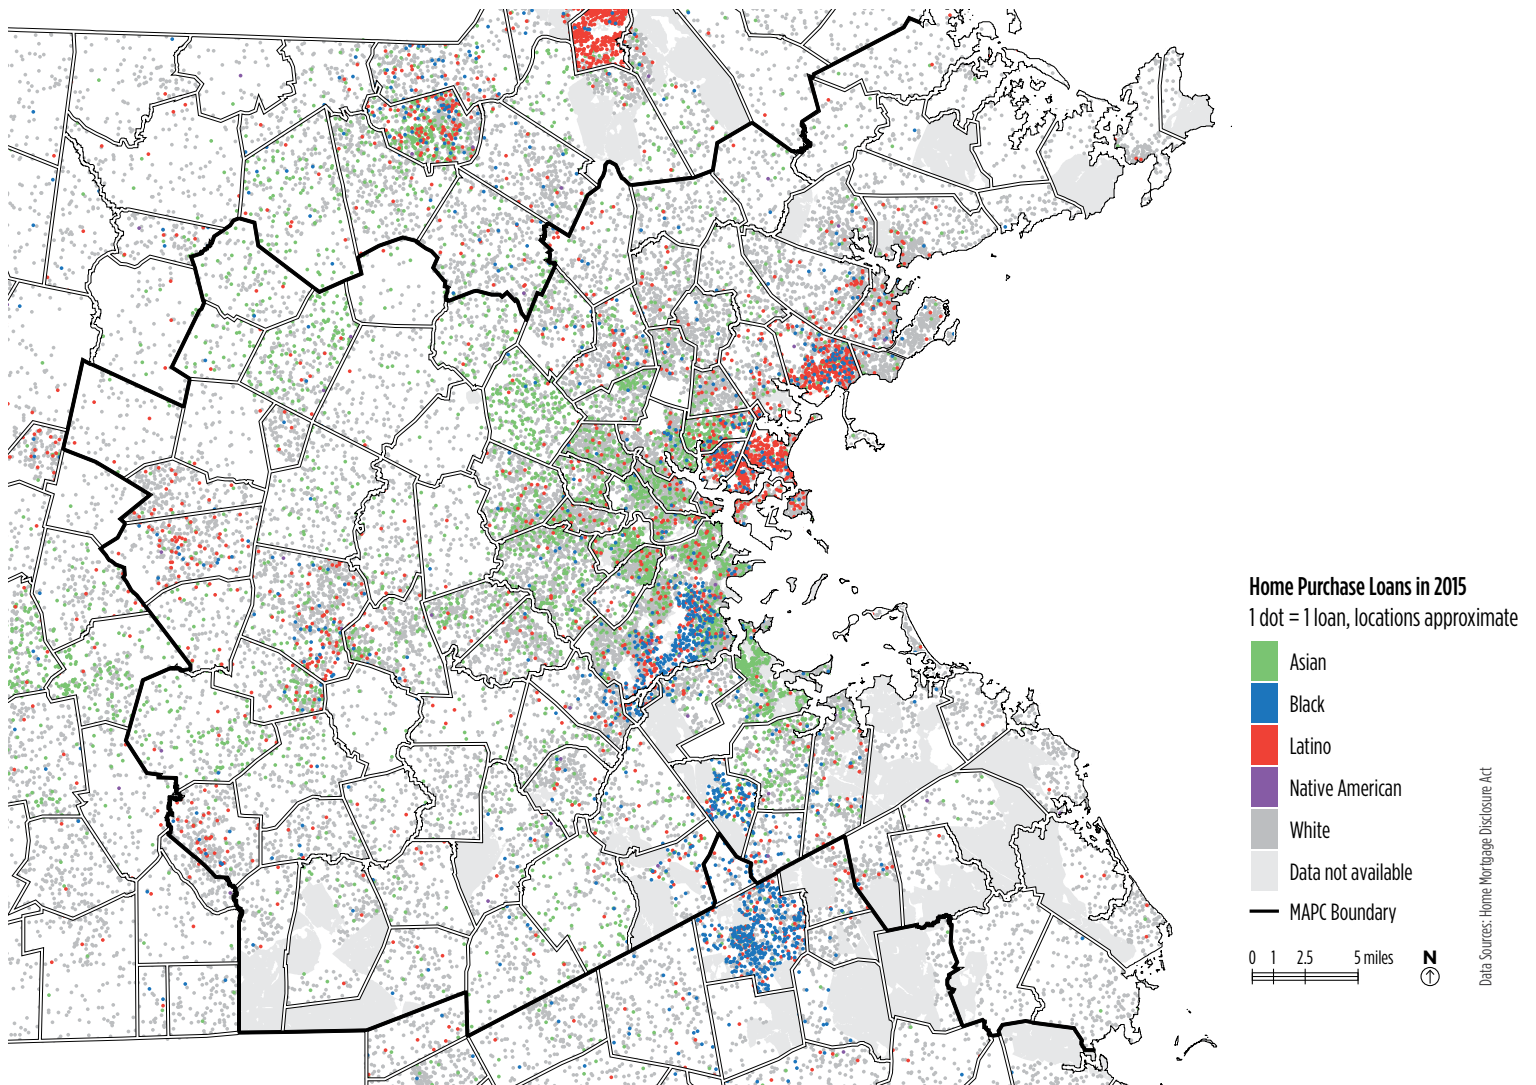 Home Purchase Loans in 2015
1 dot = 1 loan, locations approximate
Asian
Black
Latino
Native American
White
Data not available
MAPC Boundary
0 1 2.5 5 miles
N
Data Sources: Home Mortgage Disclosure Act